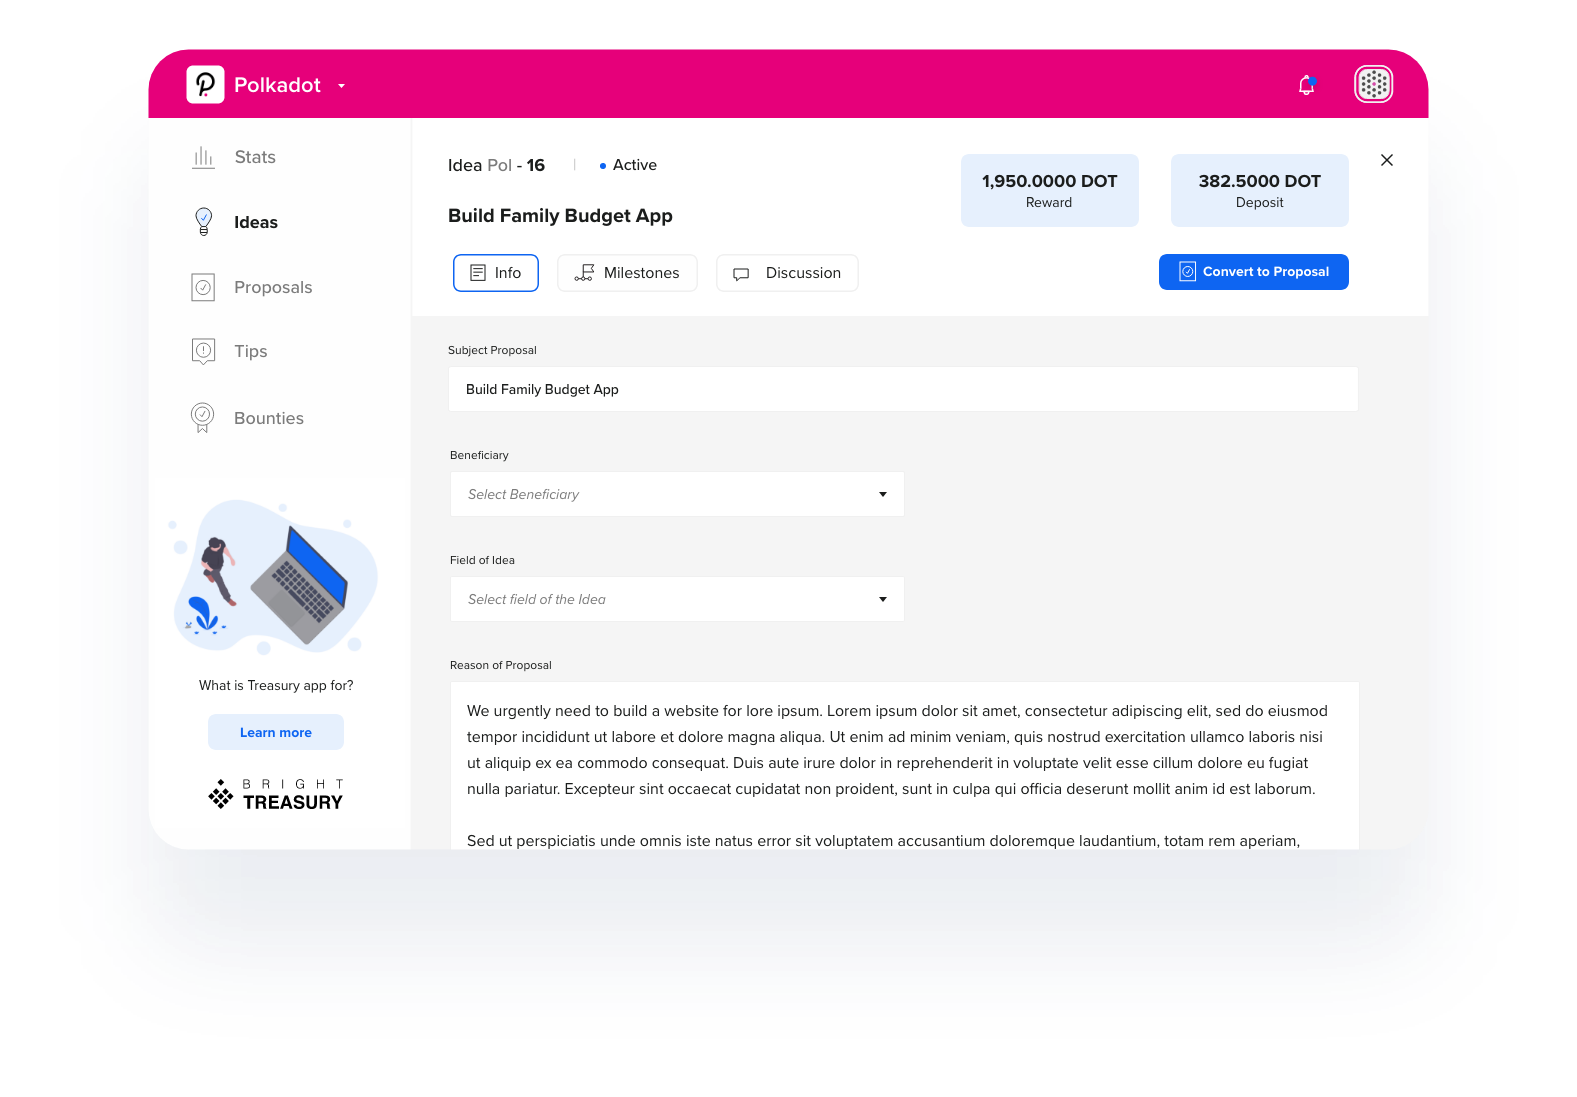 Polkadot
Stats
Ideas
Proposals
Tips
Bounties
What is Treasury app for?
Learn more
BRIGHT
TREASURY
Idea Pol - 16
Active
1,950.0000 DOT
Reward
382.5000 DOT
Deposit
Build Family Budget App
Info
Milestones
Discussion
Convert to Proposal
Subject Proposal
Build Family Budget App
Beneficiary
Select Beneficiary
Field of Idea
Select field of the Idea
Reason of Proposal
We urgently need to build a website for lore ipsum. Lorem ipsum dolor sit amet, consectetur adipiscing elit, sed do eiusmod
tempor incididunt ut labore et dolore magna aliqua. Ut enim ad minim veniam, quis nostrud exercitation ullamco laboris nisi
ut aliquip ex ea commodo consequat. Duis aute irure dolor in reprehenderit in voluptate velit esse cillum dolore eu fugiat
nulla pariatur. Excepteur sint occaecat cupidatat non proident, sunt in culpa qui officia deserunt mollit anim id est laborum.
Sed ut perspiciatis unde omnis iste natus error sit voluptatem accusantium doloremque laudantium, totam rem aperiam,